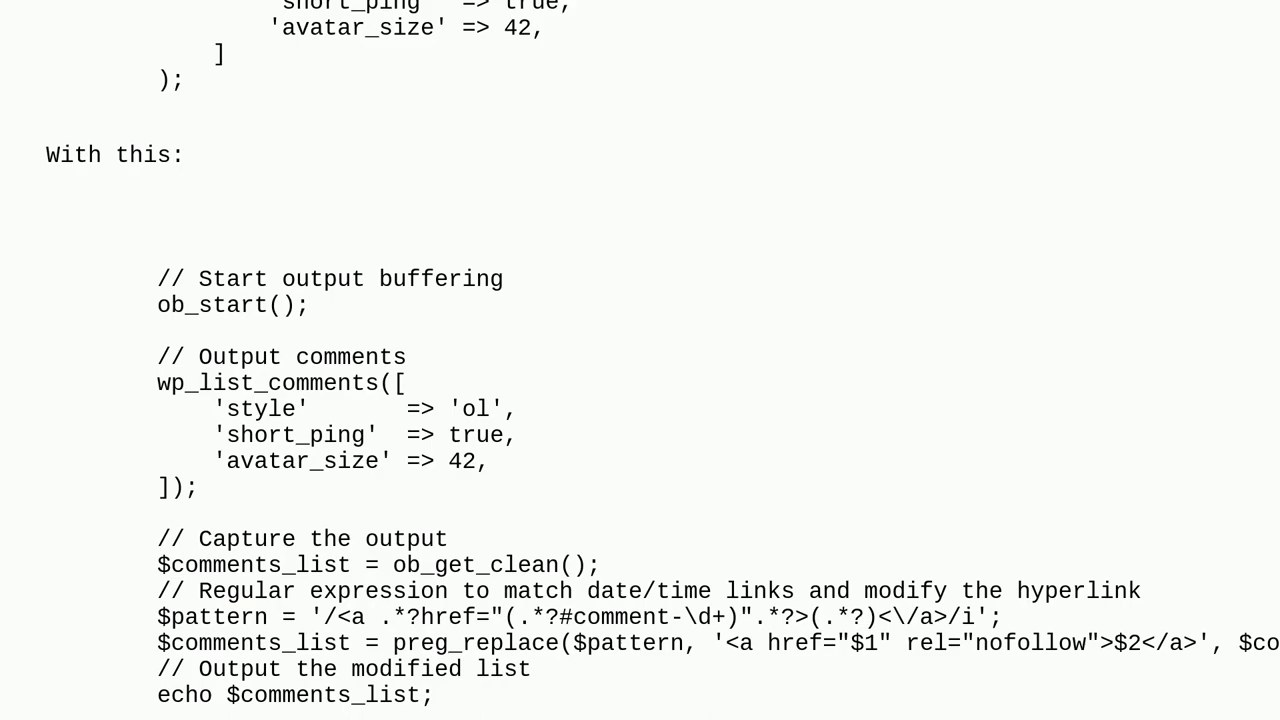 'short_ping'  => true,
'avatar_size' => 42,
]
);
With this:
// Start output buffering
ob_start();
// Output comments
wp_list_comments([
'style'       => 'ol',
'short_ping'  => true,
'avatar_size' => 42,
]);
// Capture the output
$comments_list = ob_get_clean();
// Regular expression to match date/time links and modify the hyperlink
$pattern = '/<a .*?href="(.*?#comment-\d+)".*?>(.*?)<\/a>/i';
$comments_list = preg_replace($pattern, '<a href="$1" rel="nofollow">$2</a>', $co
// Output the modified list
echo $comments_list;